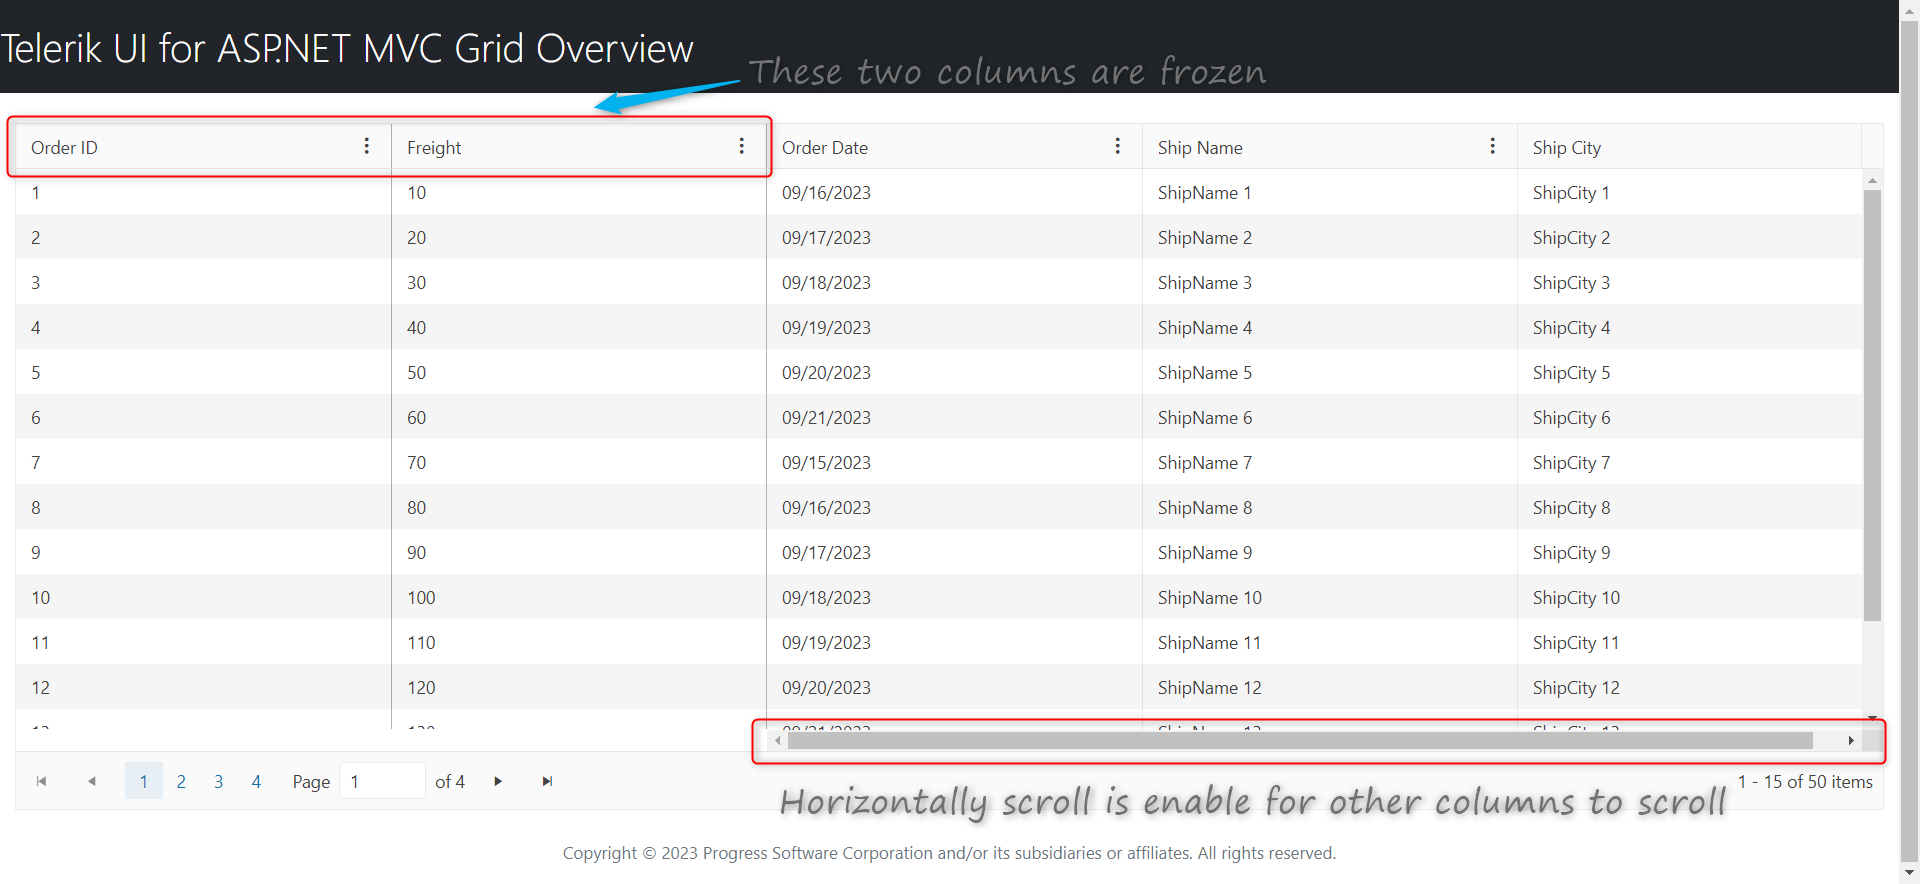 Telerik UI for ASP.NET MVC Grid Overview
These two columns are frozen
Order ID Freight Order Date Ship Name Ship City
1 10 09/16/2023 ShipName 1 ShipCity 1
2 20 09/17/2023 ShipName 2 ShipCity 2
3 30 09/18/2023 ShipName 3 ShipCity 3
4 40 09/19/2023 ShipName 4 ShipCity 4
5 50 09/20/2023 ShipName 5 ShipCity 5
6 60 09/21/2023 ShipName 6 ShipCity 6
7 70 09/15/2023 ShipName 7 ShipCity 7
8 80 09/16/2023 ShipName 8 ShipCity 8
9 90 09/17/2023 ShipName 9 ShipCity 9
10 100 09/18/2023 ShipName 10 ShipCity 10
11 110 09/19/2023 ShipName 11 ShipCity 11
12 120 09/20/2023 ShipName 12 ShipCity 12
1 2 3 4 Page 1 of 4 1 - 15 of 50 items
Horizontally scroll is enable for other columns to scroll
Copyright © 2023 Progress Software Corporation and/or its subsidiaries or affiliates. All rights reserved.